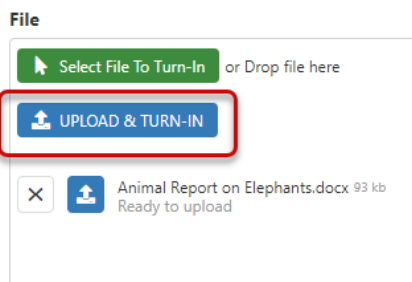 File
Select File To Turn-In or Drop file here
UPLOAD & TURN-IN
Animal Report on Elephants.docx 93 kb
Ready to upload